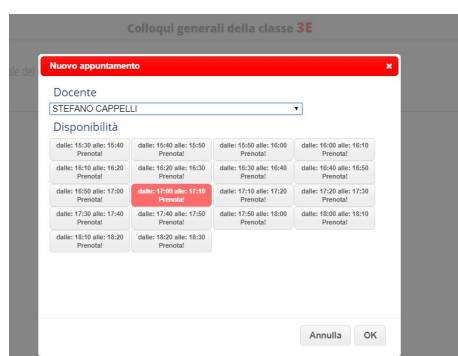 Colloqui generali della classe 3E
ale dei
Nuovo appuntamento ×
Docente
STEFANO CAPPELLI
Disponibilità
dalle: 15:30 alle: 15:40 dalle: 15:40 alle: 15:50 dalle: 15:50 alle: 16:00 dalle: 16:00 alle: 16:10
Prenota! Prenota! Prenota! Prenota!
dalle: 16:10 alle: 16:20 dalle: 16:20 alle: 16:30 dalle: 16:30 alle: 16:40 dalle: 16:40 alle: 16:50
Prenota! Prenota! Prenota! Prenota!
dalle: 16:50 alle: 17:00 dalle: 17:00 alle: 17:10 dalle: 17:10 alle: 17:20 dalle: 17:20 alle: 17:30
Prenota! Prenota! Prenota! Prenota!
dalle: 17:30 alle: 17:40 dalle: 17:40 alle: 17:50 dalle: 17:50 alle: 18:00 dalle: 18:00 alle: 18:10
Prenota! Prenota! Prenota! Prenota!
dalle: 18:10 alle: 18:20 dalle: 18:20 alle: 18:30
Prenota! Prenota!
Annulla OK